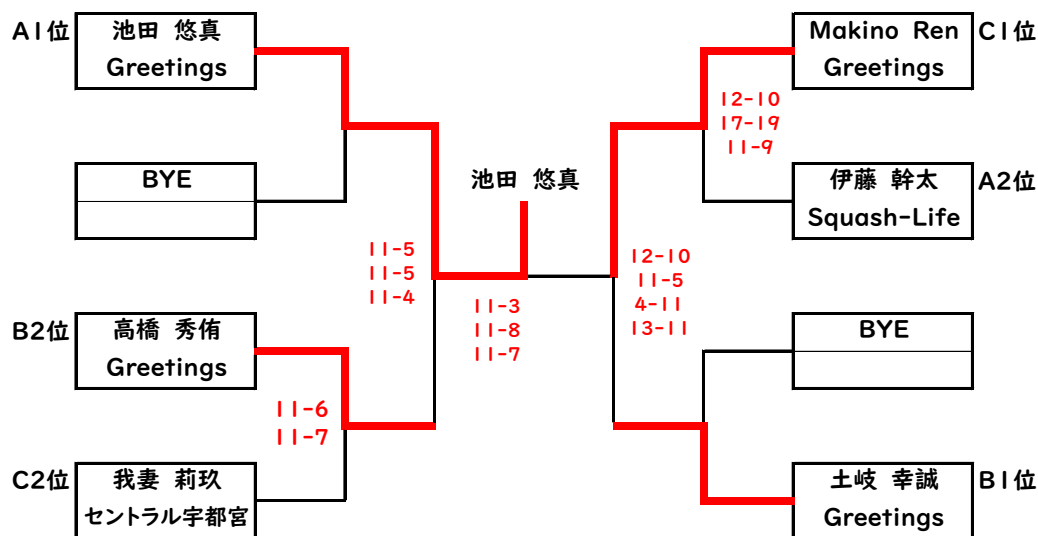 A1位
池田 悠真
Greetings
BYE
B2位
高橋 秀侑
Greetings
C2位
我妻 莉玖
セントラル宇都宮
11-6
11-7
11-5
11-5
11-4
池田 悠真
11-3
11-8
11-7
12-10
11-5
4-11
13-11
12-10
17-19
11-9
Makino Ren
Greetings
C1位
伊藤 幹太
Squash-Life
A2位
BYE
土岐 幸誠
Greetings
B1位